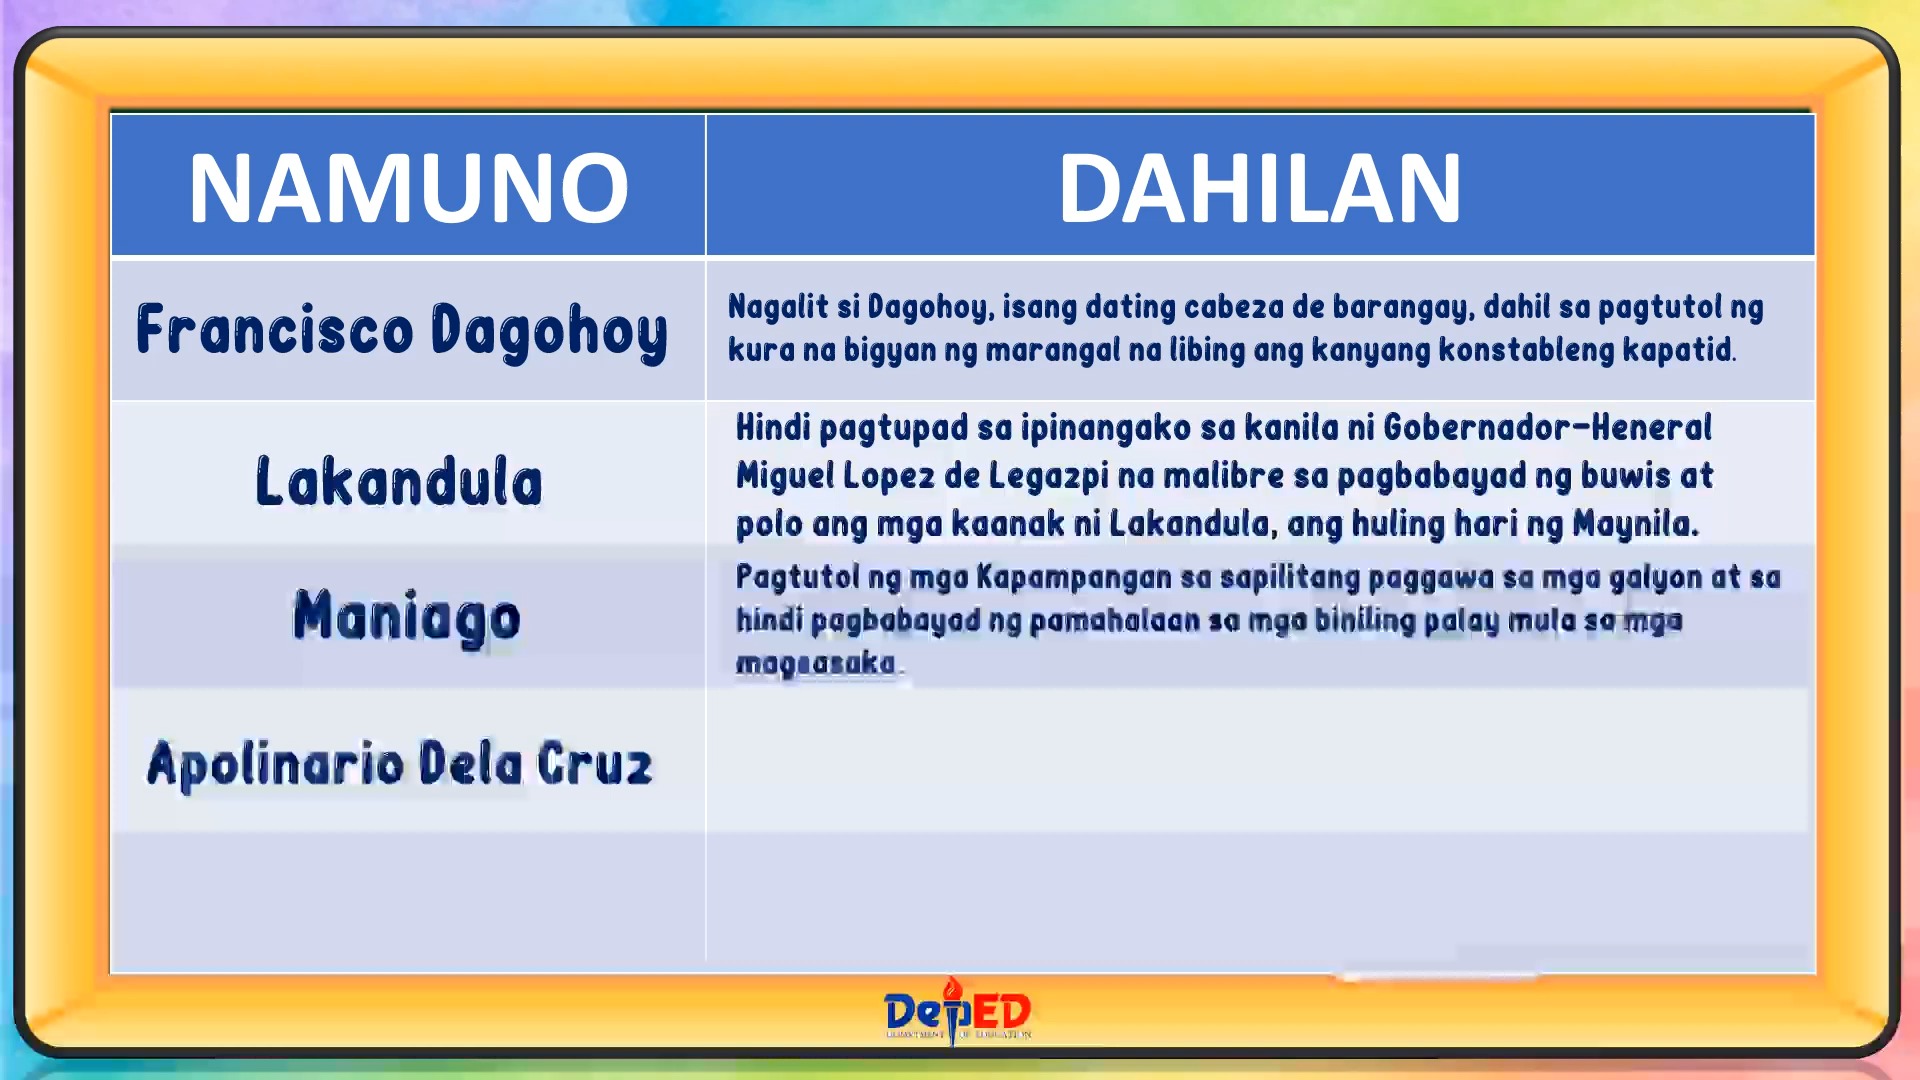 NAMUNO
DAHILAN
Francisco Dagohoy
Nagalit si Dagohoy, isang dating cabeza de barangay, dahil sa pagtutol ng
kura na bigyan ng marangal na libing ang kanyang konstableng kapatid.
Lakandula
Hindi pagtupad sa ipinangako sa kanila ni Gobernador-Heneral
Miguel Lopez de Legazpi na malibre sa pagbabayad ng buwis at
polo ang mga kaanak ni Lakandula, ang huling hari ng Maynila.
Maniago
Pagtutol ng mga Kapampangan sa sapilitang paggawa sa mga galyon at sa
hindi pagbabayad ng pamahalaan sa mga biniling palay mula sa mga
magsasaka.
Apolinario Dela Cruz
DepED
DEPARTMENT OF EDUCATION